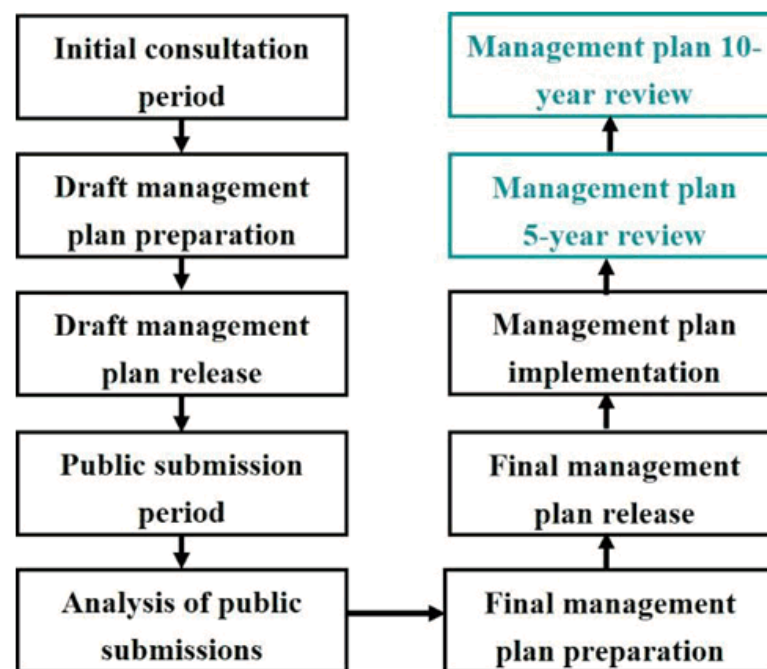 Initial consultation
period
Draft management
plan preparation
Draft management
plan release
Public submission
period
Analysis of public
submissions
Final management
plan preparation
Final management
plan release
Management plan
implementation
Management plan
5-year review
Management plan 10-
year review